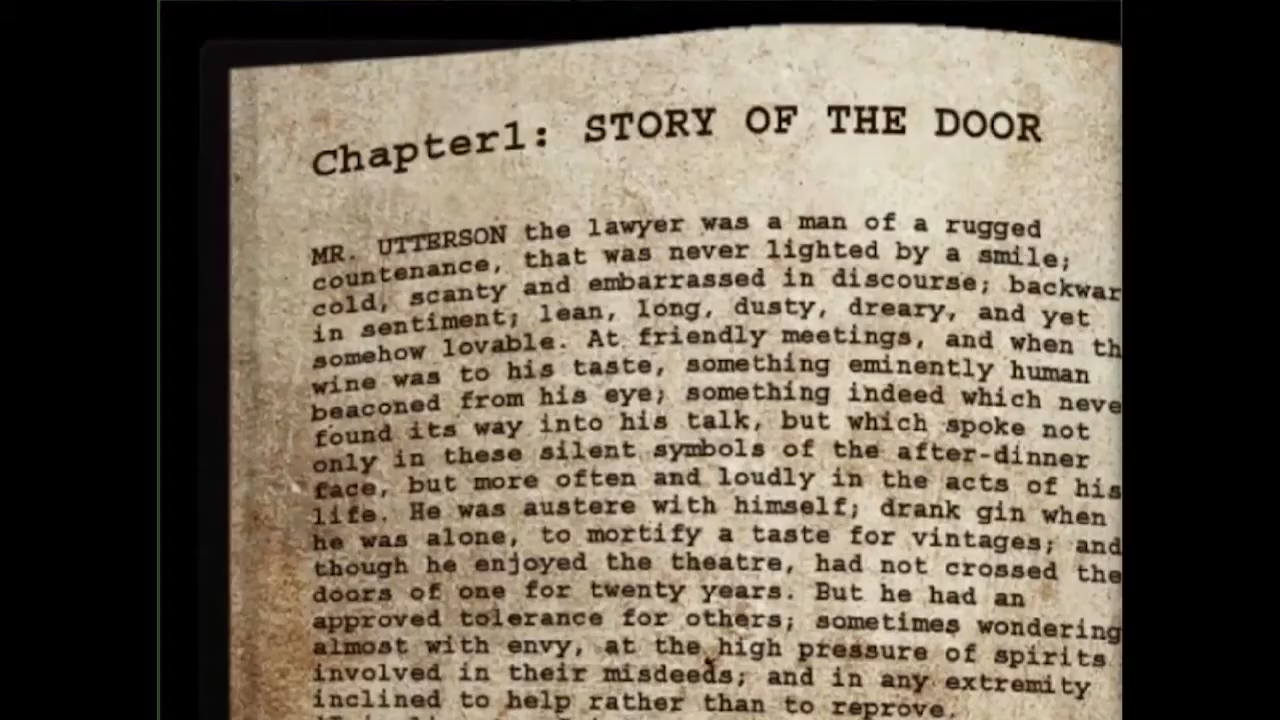 Chapter1: STORY OF THE DOOR
MR. UTTERSON the lawyer was a man of a rugged
countenance, that was never lighted by a smile;
cold, scanty and embarrassed in discourse; backwar
in sentiment; lean, long, dusty, dreary, and yet
somehow lovable. At friendly meetings, and when th
wine was to his taste, something eminently human
beaconed from his eye; something indeed which neve
found its way into his talk, but which spoke not
only in these silent symbols of the after-dinner
face, but more often and loudly in the acts of his
life. He was austere with himself; drank gin when
he was alone, to mortify a taste for vintages; and
though he enjoyed the theatre, had not crossed the
doors of one for twenty years. But he had an
approved tolerance for others; sometimes wondering
almost with envy, at the high pressure of spirits
involved in their misdeeds; and in any extremity
inclined to help rather than to reprove.